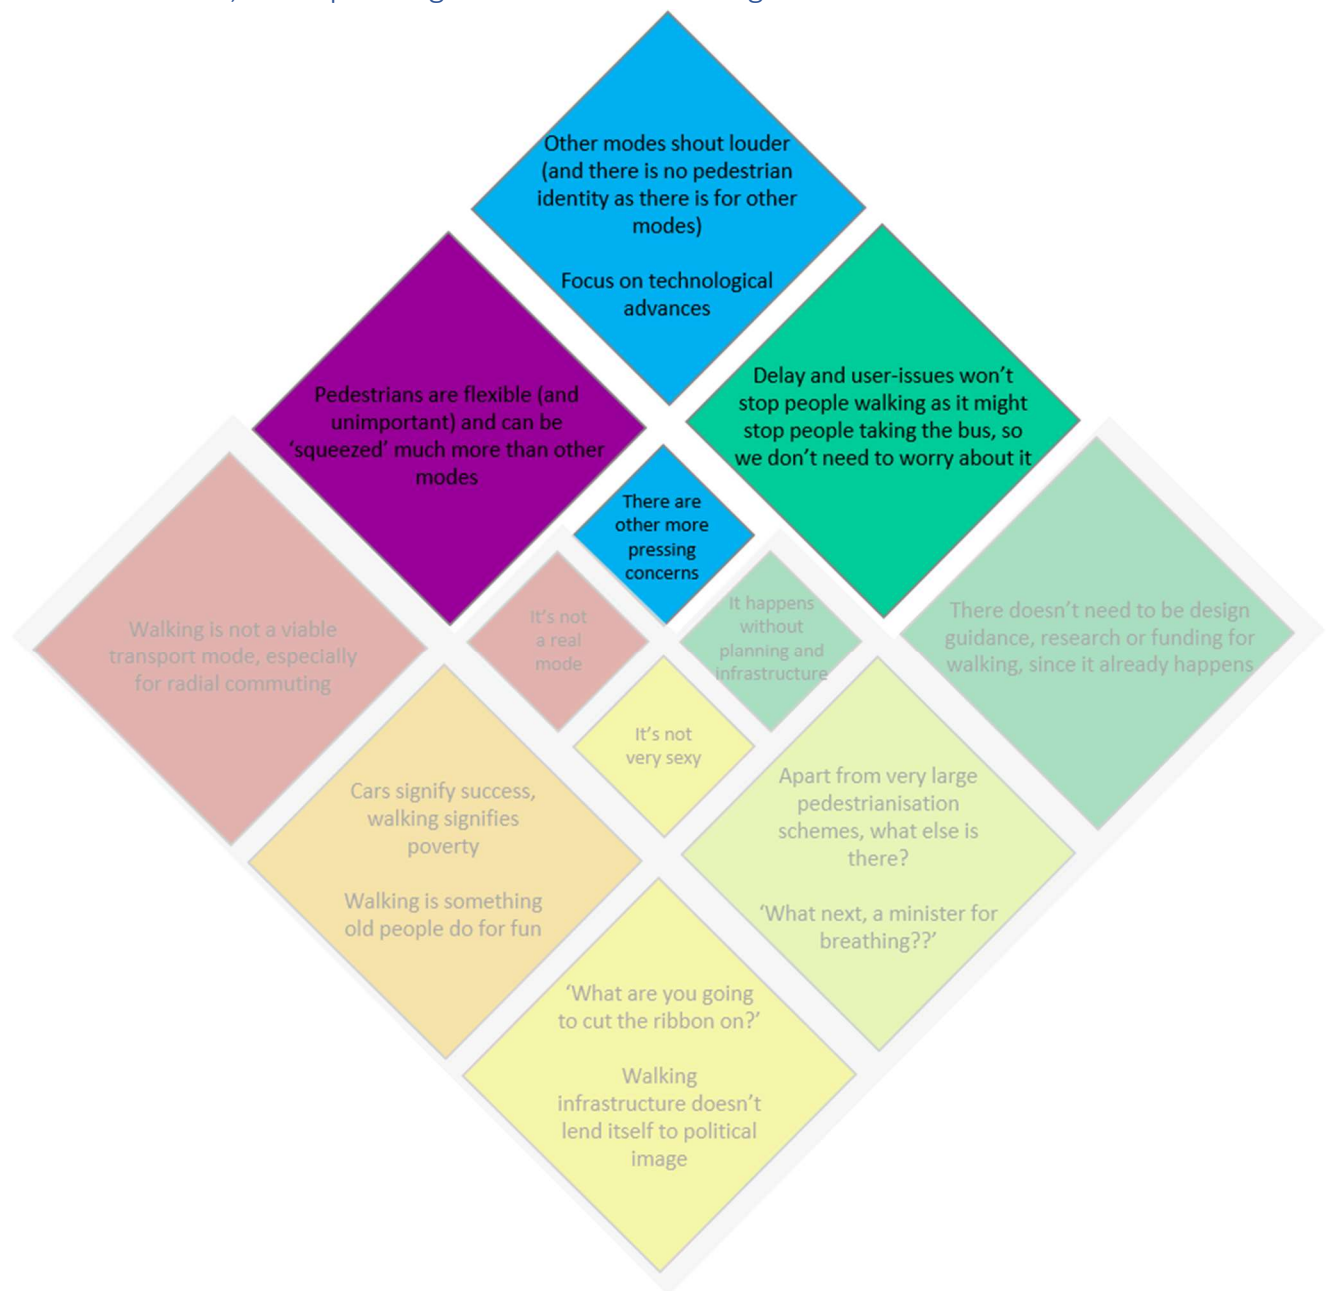 Other modes shout louder
(and there is no pedestrian
identity as there is for other
modes)
Focus on technological
advances
Pedestrians are flexible (and
unimportant) and can be
‘squeezed’ much more than other
modes
Delay and user-issues won’t
stop people walking as it might
stop people taking the bus, so
we don’t need to worry about it
There are
other more
pressing
concerns
Walking is not a viable
transport mode, especially
for radial commuting
It’s not
a real
mode
It happens
without
planning and
infrastructure
There doesn’t need to be design
guidance, research or funding for
walking, since it already happens
It’s not
very sexy
Cars signify success,
walking signifies
poverty
Walking is something
old people do for fun
Apart from very large
pedestrianisation
schemes, what else is
there?
‘What next, a minister for
breathing??’
‘What are you going
to cut the ribbon on?’
Walking
infrastructure doesn’t
lend itself to political
image